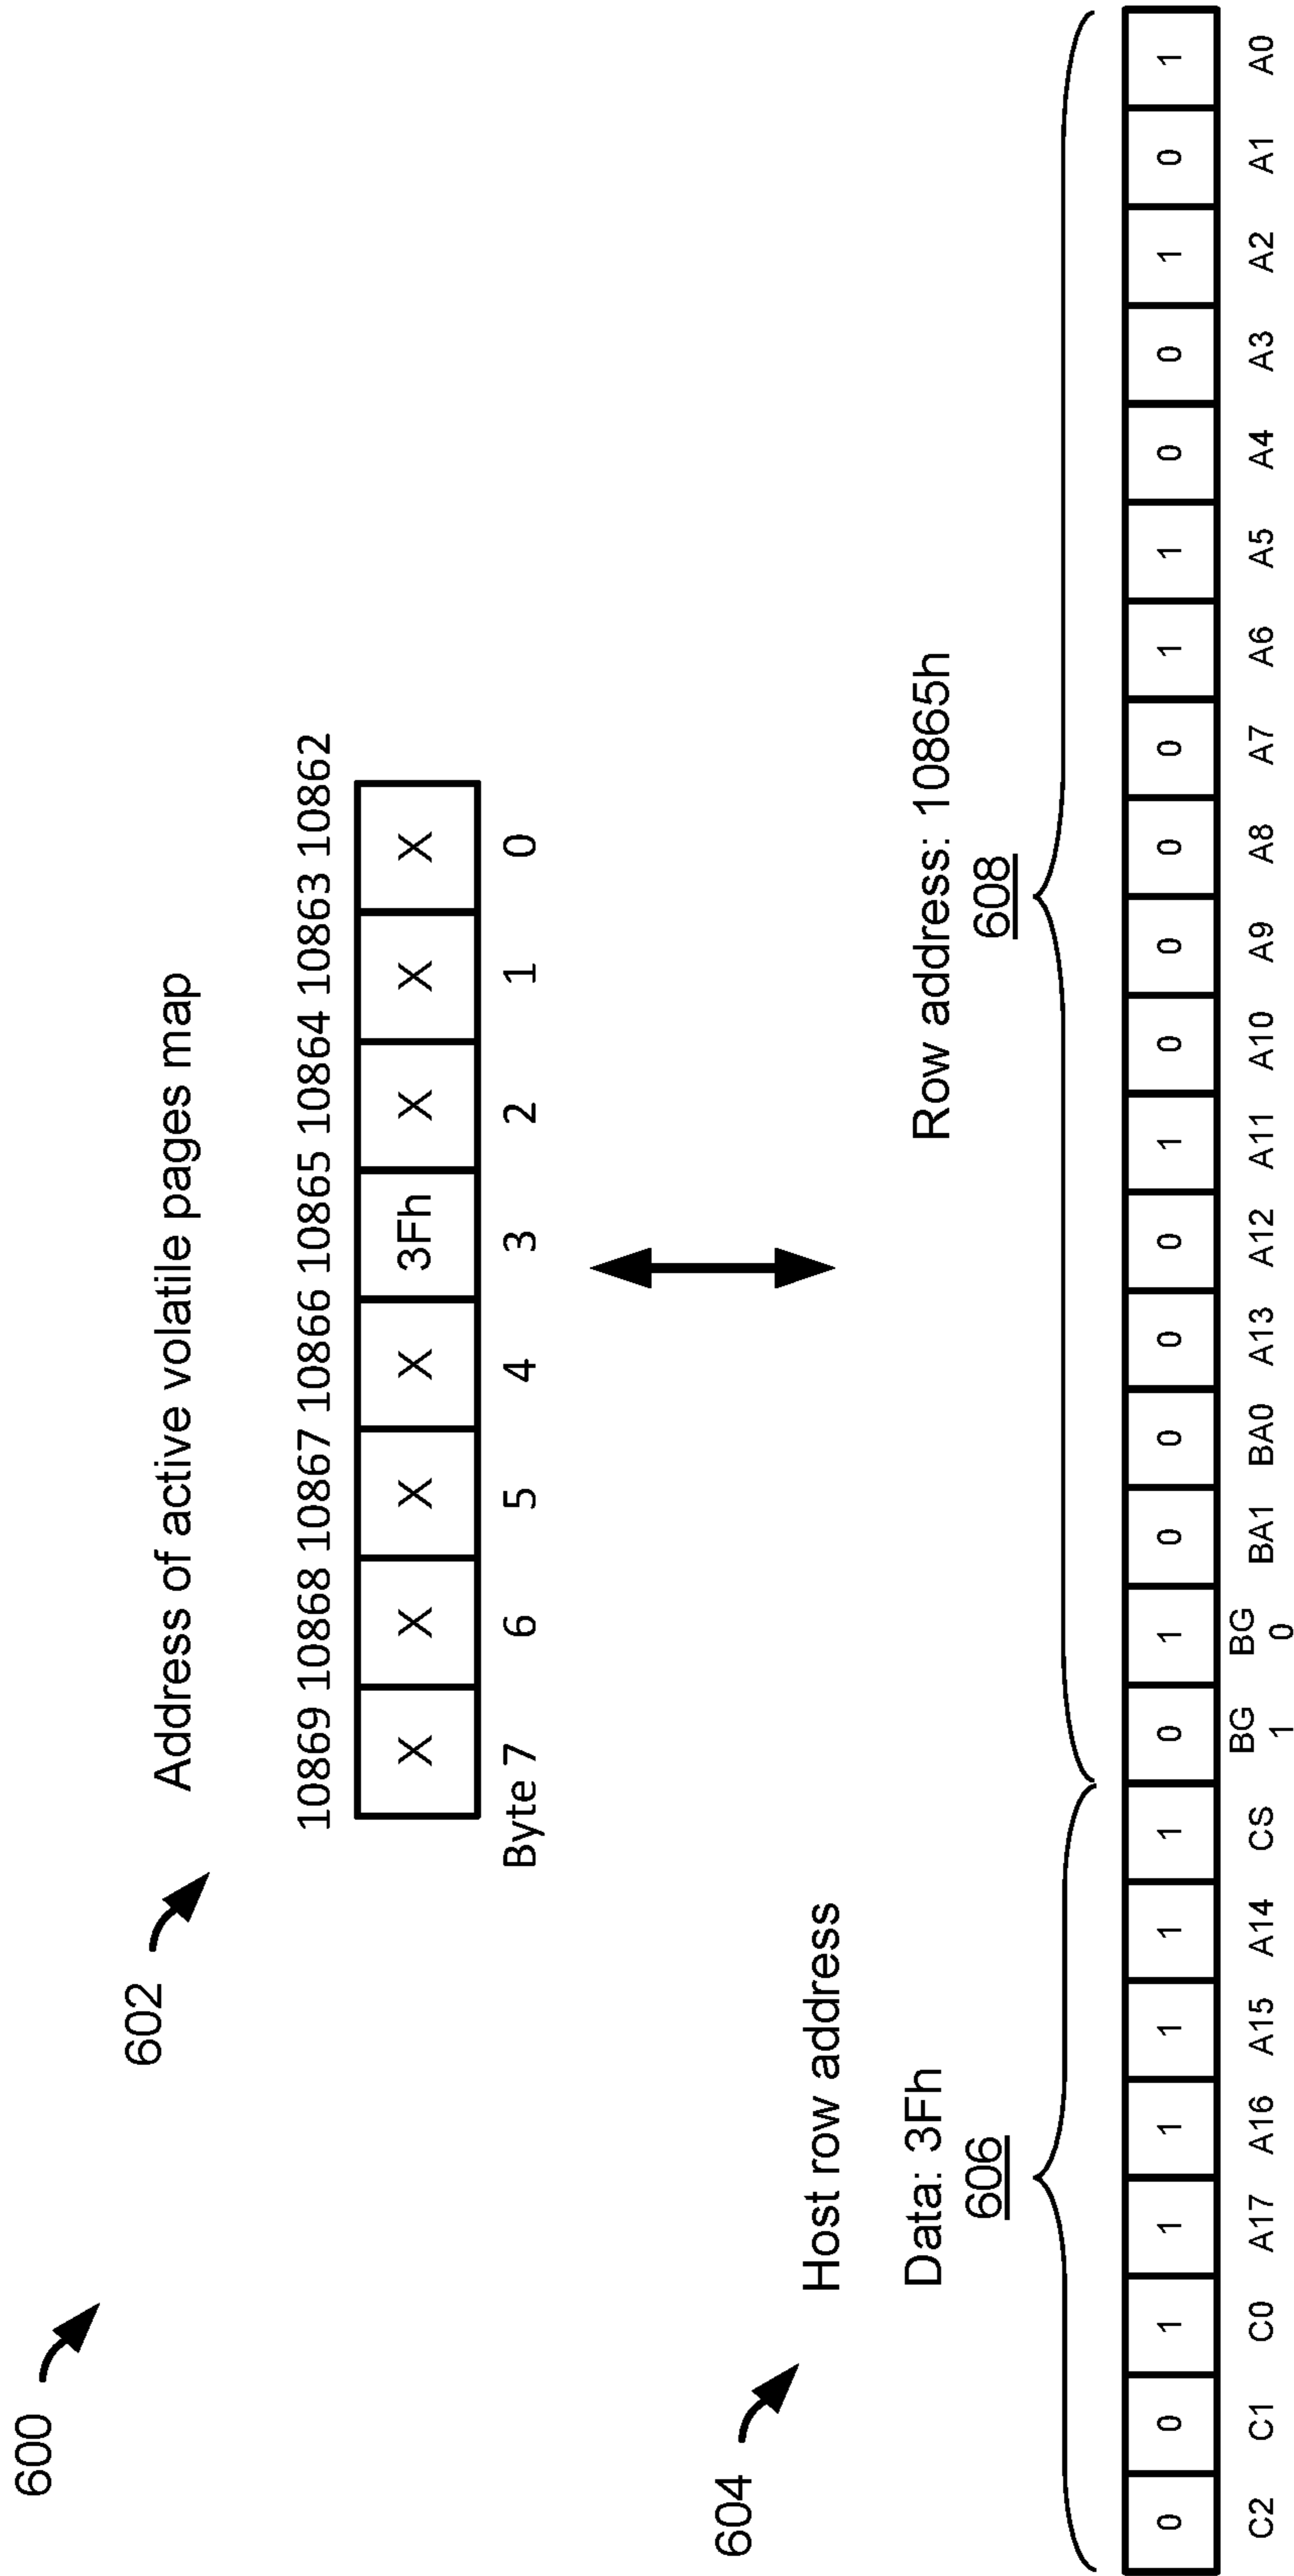 600
602
Address of active volatile pages map
10869 10868 10867 10866 10865 10864 10863 10862
X X X X 3Fh X X X
Byte 7 6 5 4 3 2 1 0
604
Host row address
Data: 3Fh
606
Row address: 10865h
608
0 0 1 1 1 1 1 1 0 1 0 0 0 0 1 0 0 0 0 1 1 0 0 1 0 1
C2 C1 C0 A17 A16 A15 A14 CS BG 1 BG 0 BA1 BA0 A13 A12 A11 A10 A9 A8 A7 A6 A5 A4 A3 A2 A1 A0